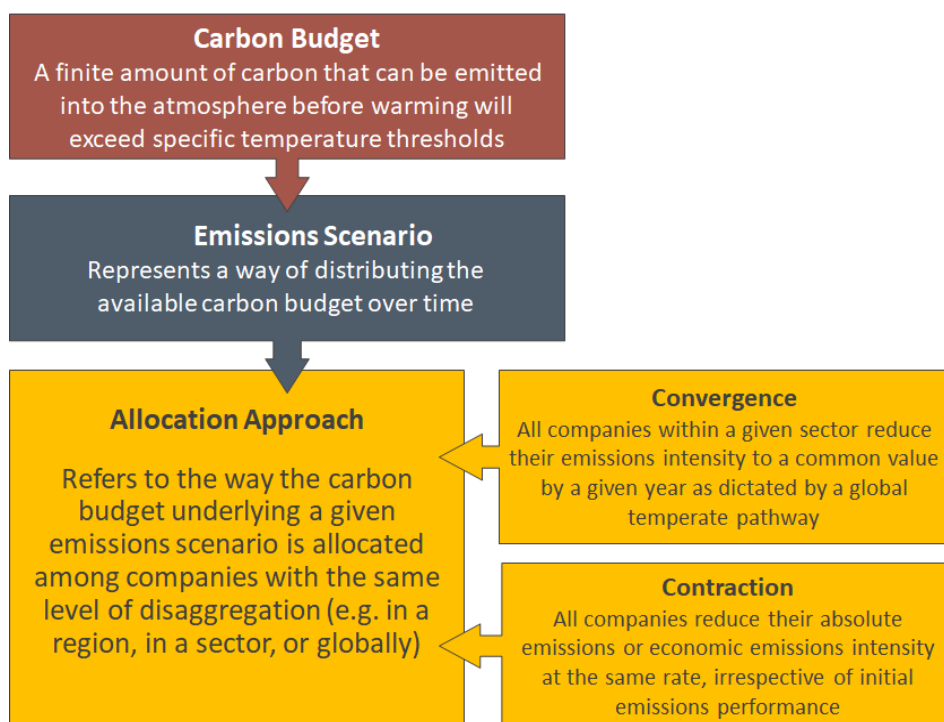 Carbon Budget
A finite amount of carbon that can be emitted
into the atmosphere before warming will
exceed specific temperature thresholds
Emissions Scenario
Represents a way of distributing the
available carbon budget over time
Allocation Approach
Refers to the way the carbon
budget underlying a given
emissions scenario is allocated
among companies with the same
level of disaggregation (e.g. in a
region, in a sector, or globally)
Convergence
All companies within a given sector reduce
their emissions intensity to a common value
by a given year as dictated by a global
temperate pathway
Contraction
All companies reduce their absolute
emissions or economic emissions intensity
at the same rate, irrespective of initial
emissions performance